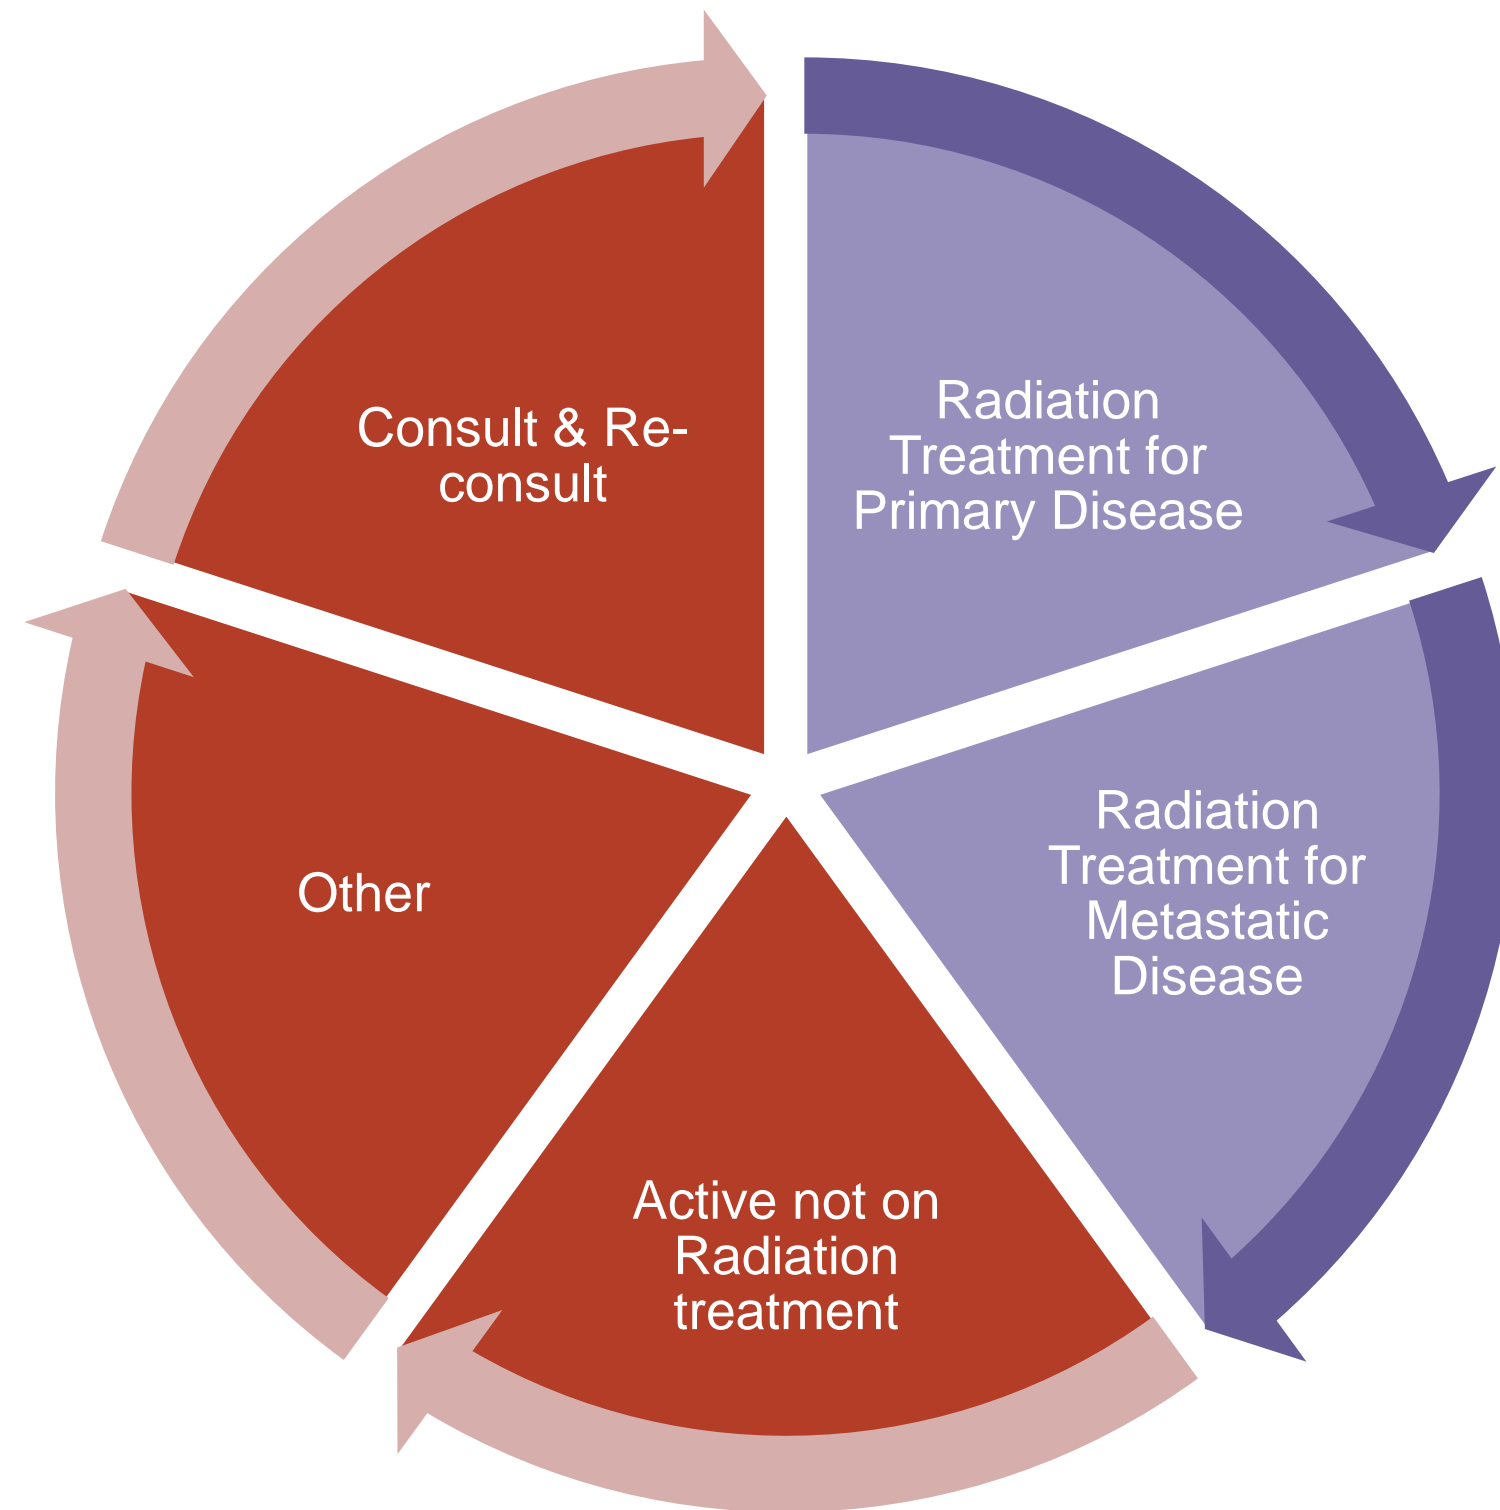 Consult & Re-
consult
Radiation
Treatment for
Primary Disease
Radiation
Treatment for
Metastatic
Disease
Active not on
Radiation
treatment
Other